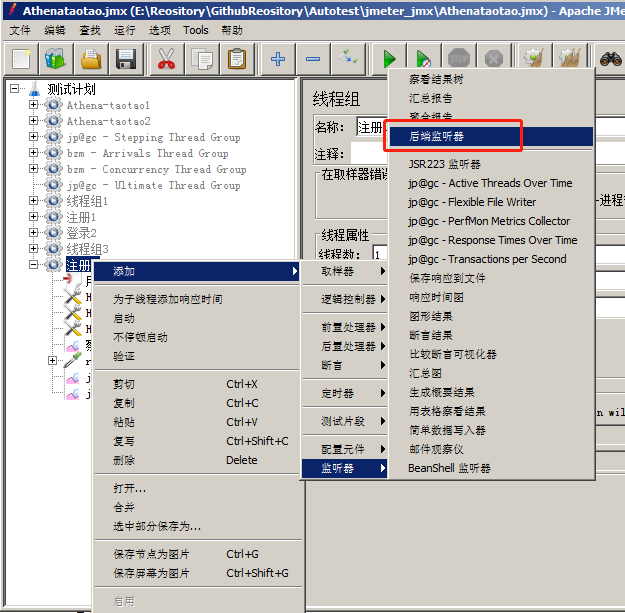 Athenataotao.jmx (E:\Reository\GithubReository\Autotest\jmeter_jmx\Athenataotao.jmx) - Apache JMe
文件 编辑 查找 运行 选项 Tools 帮助
测试计划
Athena-taotao1
Athena-taotao2
jp@gc - Stepping Thread Group
bzm - Arrivals Thread Group
bzm - Concurrency Thread Group
jp@gc - Ultimate Thread Group
线程组1
注册1
登录2
线程组3
注册
线程组
名称： 注册
注释：
在取样器错误
进程
线程属性
线程数： 1
n wil
添加
为子线程添加响应时间
启动
不停顿启动
验证
剪切 Ctrl+X
复制 Ctrl+C
粘贴 Ctrl+V
复写 Ctrl+Shift+C
删除 Delete
打开...
合并
选中部分保存为...
保存节点为图片 Ctrl+G
保存屏幕为图片 Ctrl+Shift+G
启用
取样器
逻辑控制器
前置处理器
后置处理器
断言
定时器
测试片段
配置元件
监听器
察看结果树
汇总报告
聚合报告
后端监听器
JSR223 监听器
jp@gc - Active Threads Over Time
jp@gc - Flexible File Writer
jp@gc - PerfMon Metrics Collector
jp@gc - Response Times Over Time
jp@gc - Transactions per Second
保存响应到文件
响应时间图
图形结果
断言结果
比较断言可视化器
汇总图
生成概要结果
用表格察看结果
简单数据写入器
邮件观察仪
BeanShell 监听器